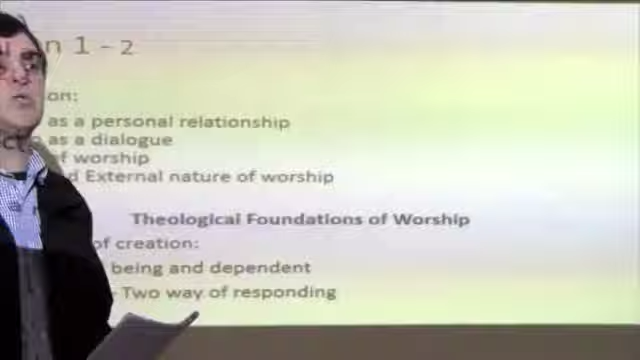 n 1 - 2
on:
as a personal relationship
as a dialogue
of worship
d External nature of worship
Theological Foundations of Worship
of creation:
being and dependent
- Two way of responding